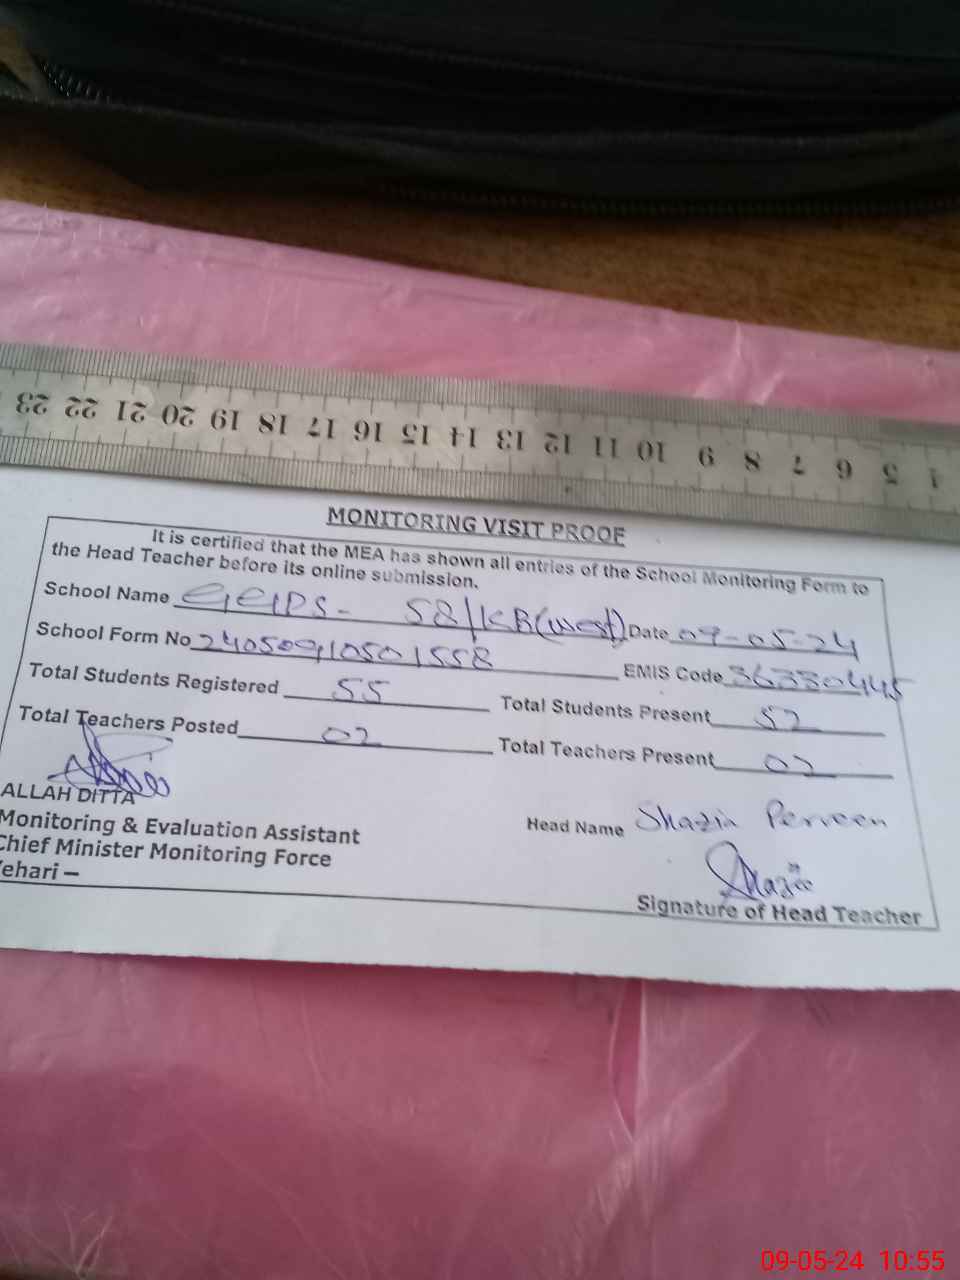 23 22 21 20 19 18 17 16 15 14 13 12 11 10 9 8 7 6 5
MONITORING VISIT PROOF
It is certified that the MEA has shown all entries of the School Monitoring Form to
the Head Teacher before its online submission.
School Name GGPS- 58/KB(west) Date 09-05-24
School Form No 24050910501558 EMIS Code 36330445
Total Students Registered 55 Total Students Present 52
Total Teachers Posted 02 Total Teachers Present 02
ALLAH DITTA
Monitoring & Evaluation Assistant
Chief Minister Monitoring Force
Vehari –
Head Name Shazia Perveen
Shazia
Signature of Head Teacher
09-05-24 10:55